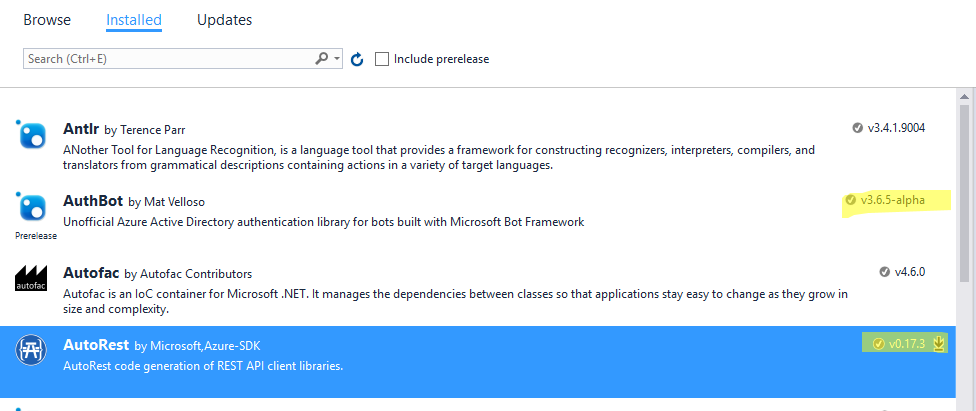 Browse Installed Updates
Search (Ctrl+E) Include prerelease
Antlr by Terence Parr v3.4.1.9004
ANother Tool for Language Recognition, is a language tool that provides a framework for constructing recognizers, interpreters, compilers, and
translators from grammatical descriptions containing actions in a variety of target languages.
AuthBot by Mat Velloso v3.6.5-alpha
Unofficial Azure Active Directory authentication library for bots built with Microsoft Bot Framework
Prerelease
Autofac by Autofac Contributors v4.6.0
autofac
Autofac is an IoC container for Microsoft .NET. It manages the dependencies between classes so that applications stay easy to change as they grow in
size and complexity.
AutoRest by Microsoft,Azure-SDK v0.17.3
AutoRest code generation of REST API client libraries.